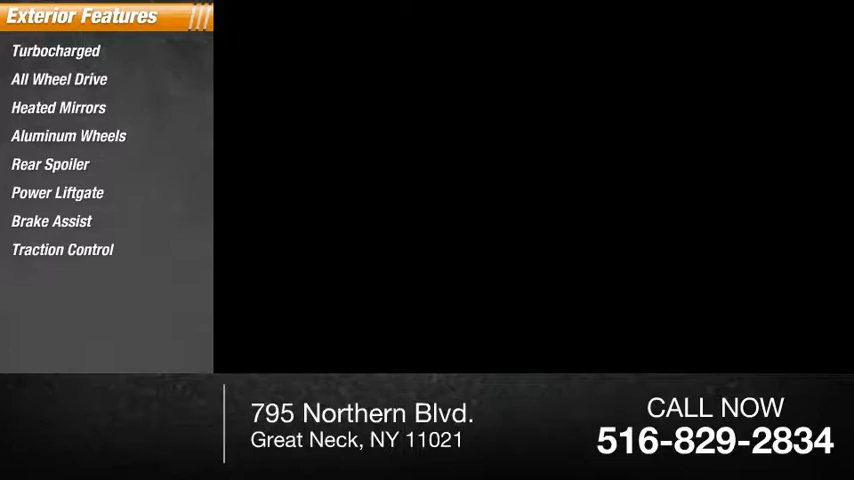 Exterior Features
Turbocharged
All Wheel Drive
Heated Mirrors
Aluminum Wheels
Rear Spoiler
Power Liftgate
Brake Assist
Traction Control
795 Northern Blvd.
Great Neck, NY 11021
CALL NOW
516-829-2834